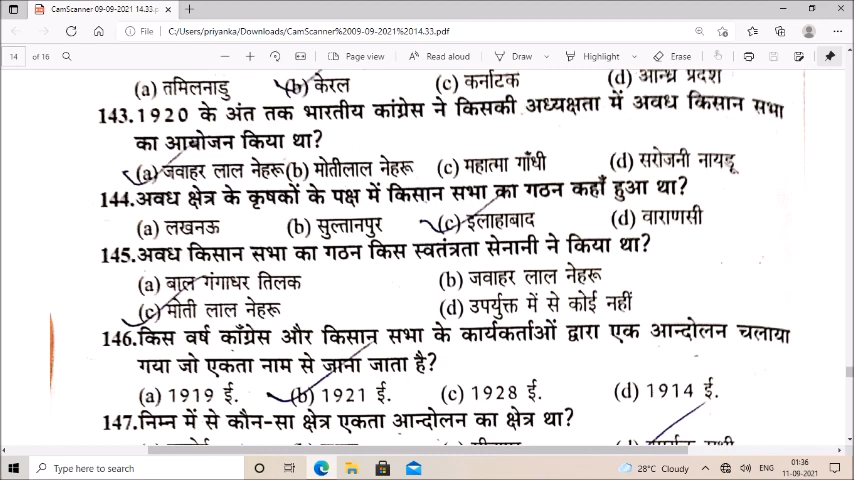 CamScanner 09-09-2021 14.33.p
File C:/Users/priyanka/Downloads/CamScanner%2009-09-2021%2014.33.pdf
14 of 16 Page view Read aloud Draw Highlight Erase
(a) तमिलनाडु (b) केरल (c) कर्नाटक (d) आन्ध्र प्रदेश
143. 1920 के अंत तक भारतीय कांग्रेस ने किसकी अध्यक्षता में अवध किसान सभा
का आबोजन किया था?
(a) जवाहर लाल नेहरू (b) मोतीलाल नेहरू (c) महात्मा गाँधी (d) सरोजनी नायडू
144. अवध क्षेत्र के कृषकों के पक्ष में किसान सभा का गठन कहाँ हुआ था?
(a) लखनऊ (b) सुल्तानपुर (c) इलाहाबाद (d) वाराणसी
145. अवध किसान सभा का गठन किस स्वतंत्रता सेनानी ने किया था?
(a) बाल गंगाधर तिलक (b) जवाहर लाल नेहरू
(c) मोती लाल नेहरू (d) उपर्युक्त में से कोई नहीं
146. किस वर्ष काँग्रेस और किसान सभा के कार्यकर्ताओं द्वारा एक आन्दोलन चलाया
गया जो एकता नाम से जाना जाता है?
(a) 1919 ई. (b) 1921 ई. (c) 1928 ई. (d) 1914 ई.
147. निम्न में से कौन-सा क्षेत्र एकता आन्दोलन का क्षेत्र था?
Type here to search 28°C Cloudy ENG 01:36
11-09-2021